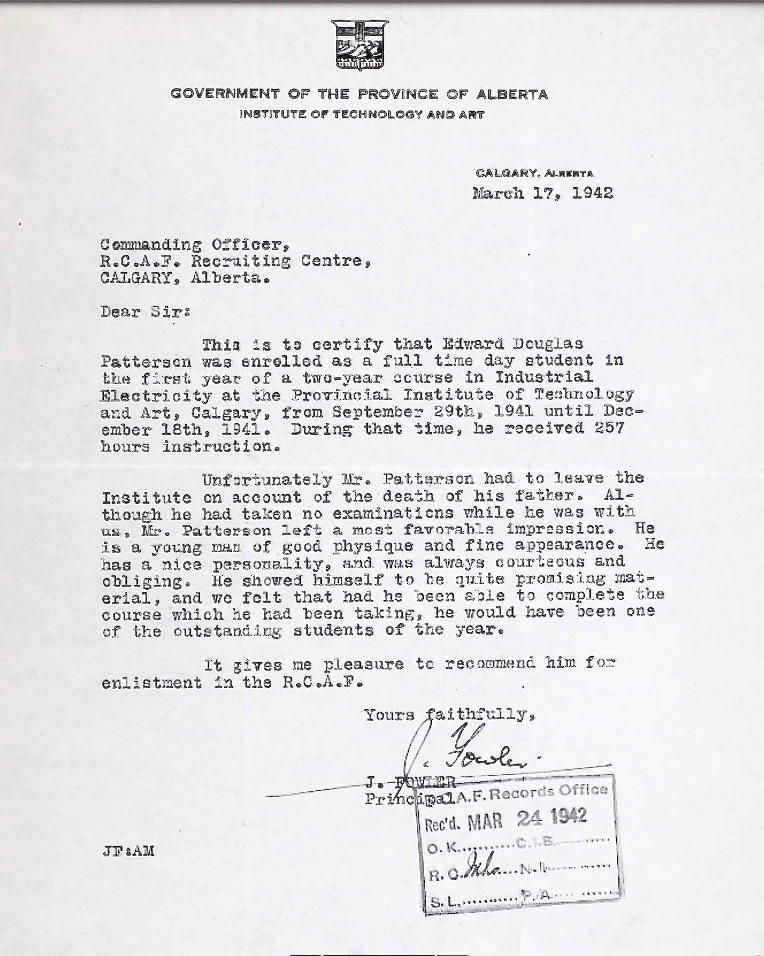 GOVERNMENT OF THE PROVINCE OF ALBERTA
INSTITUTE OF TECHNOLOGY AND ART
CALGARY, ALBERTA
March 17, 1942
Commanding Officer,
R.C.A.F. Recruiting Centre,
CALGARY, Alberta.
Dear Sir:
This is to certify that Edward Douglas
Patterson was enrolled as a full time day student in
the first year of a two-year course in Industrial
Electricity at the Provincial Institute of Technology
and Art, Calgary, from September 29th, 1941 until Dec-
ember 18th, 1941. During that time, he received 257
hours instruction.
Unfortunately Mr. Patterson had to leave the
Institute on account of the death of his father. Al-
though he had taken no examinations while he was with
us, Mr. Patterson left a most favorable impression. He
is a young man of good physique and fine appearance. He
has a nice personality, and was always courteous and
obliging. He showed himself to be quite promising mat-
erial, and we felt that had he been able to complete the
course which he had been taking, he would have been one
of the outstanding students of the year.
It gives me pleasure to recommend him for
enlistment in the R.C.A.F.
Yours faithfully,
J. Fowler.
J. FOWLER
Principal
A.F. Records Office
Rec'd. MAR 24 1942
O.K..........C.I.B..........
R.C. ..... N.I...........
S.L...........P./A...........
JF:AM